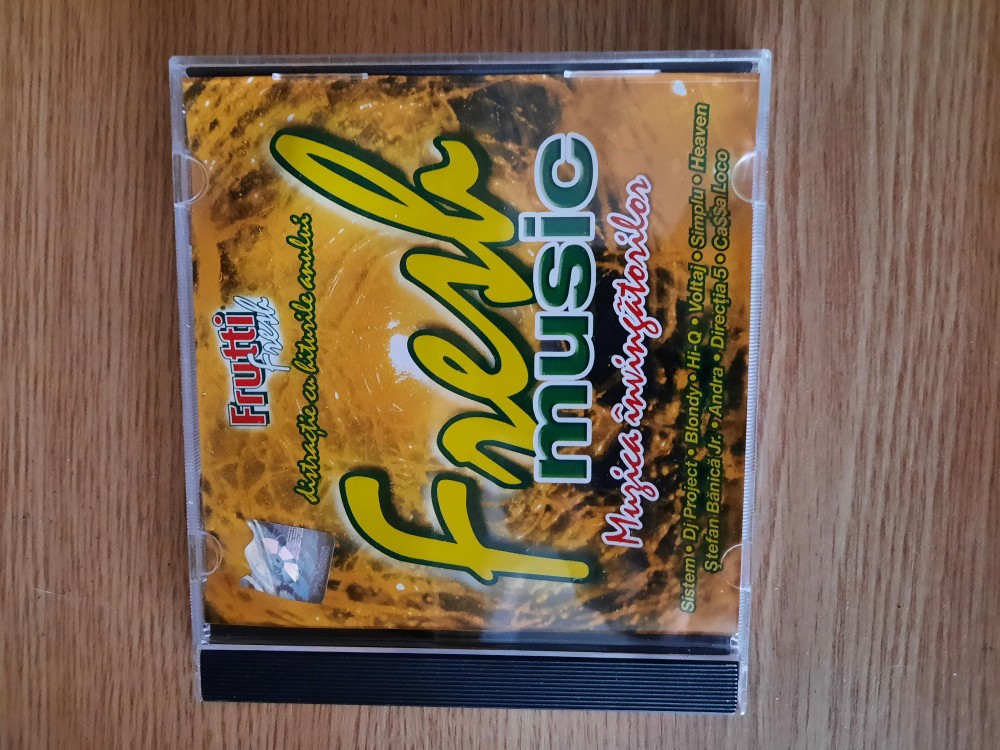 Frutti
Fresh
distracție cu hiturile anului
fresh
music
Muzica învingătorilor
Sistem • Dj Project • Blondy • Hi-Q • Voltaj • Simplu • Heaven
Ștefan Bănică Jr. • Andra • Direcția 5 • Ca$$a Loco